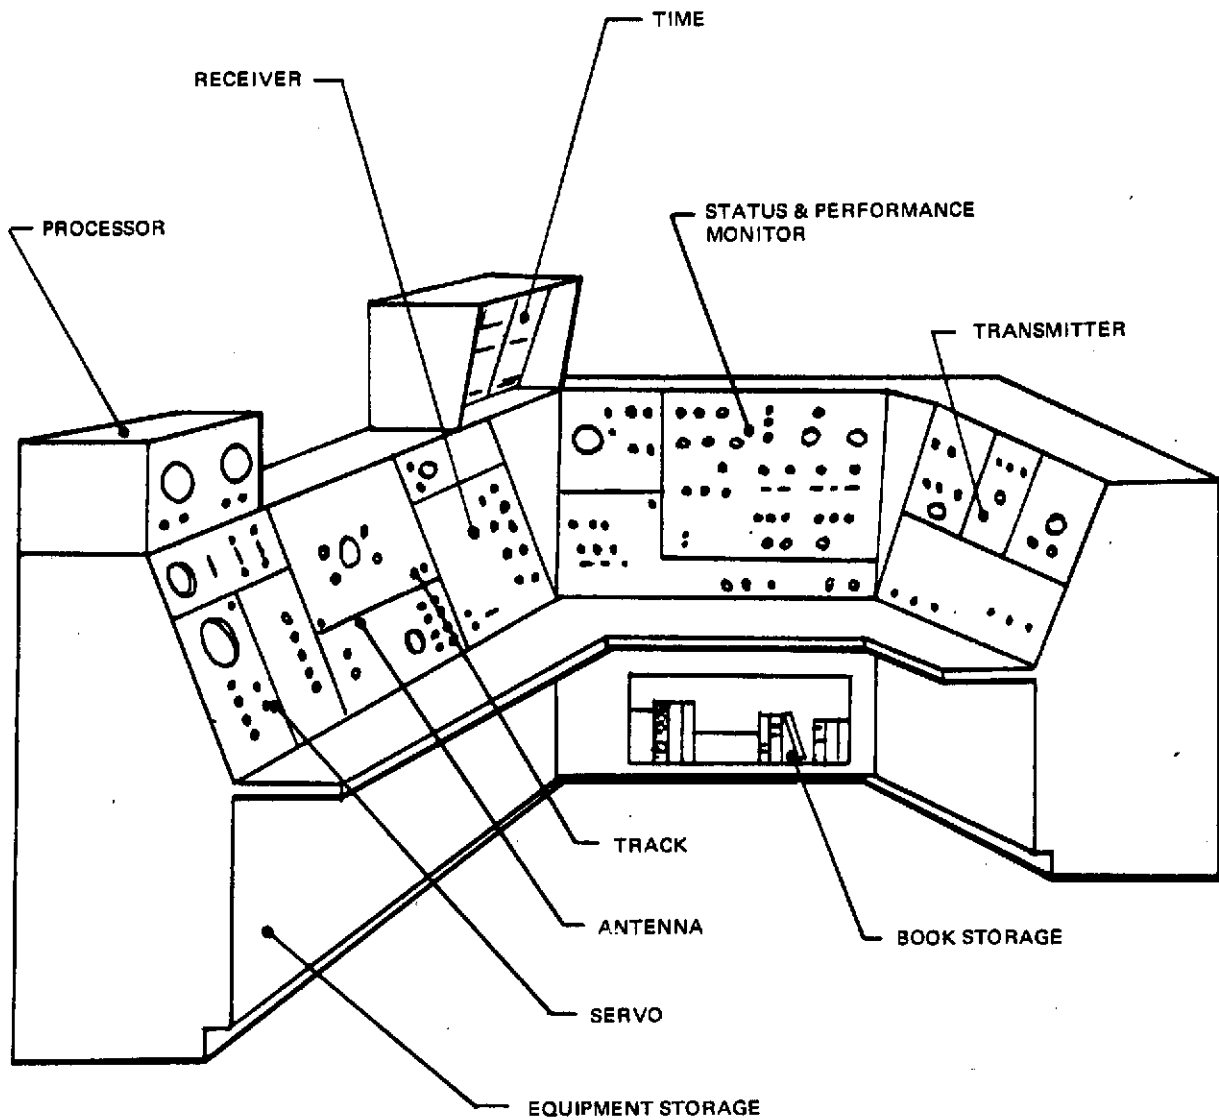 TIME
RECEIVER
PROCESSOR
STATUS & PERFORMANCE
MONITOR
TRANSMITTER
TRACK
ANTENNA
BOOK STORAGE
SERVO
EQUIPMENT STORAGE